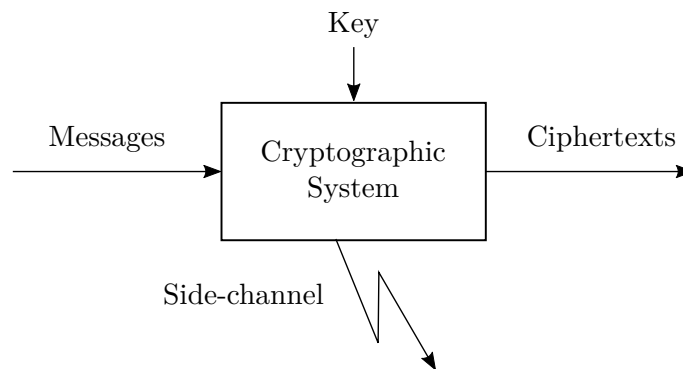 Key
Messages
Cryptographic
System
Ciphertexts
Side-channel